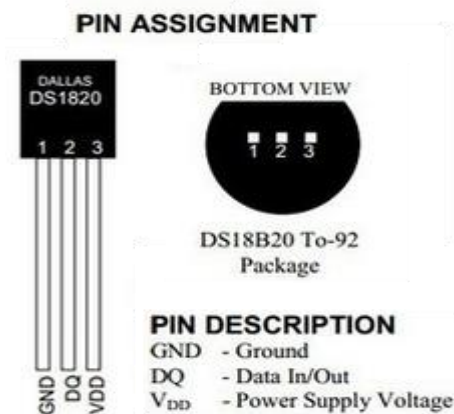 PIN ASSIGNMENT
DALLAS
DS1820
1 2 3
GND
DQ
VDD
BOTTOM VIEW
1 2 3
DS18B20 To-92
Package
PIN DESCRIPTION
GND - Ground
DQ - Data In/Out
VDD - Power Supply Voltage